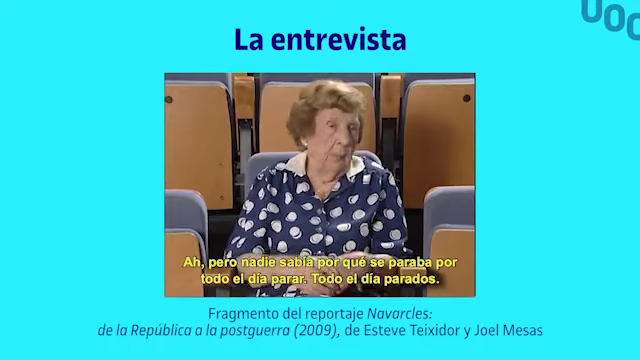 UOC
La entrevista
Ah, pero nadie sabía por qué se paraba por
todo el día parar. Todo el día parados.
Fragmento del reportaje Navarcles:
de la República a la postguerra (2009), de Esteve Teixidor y Joel Mesas